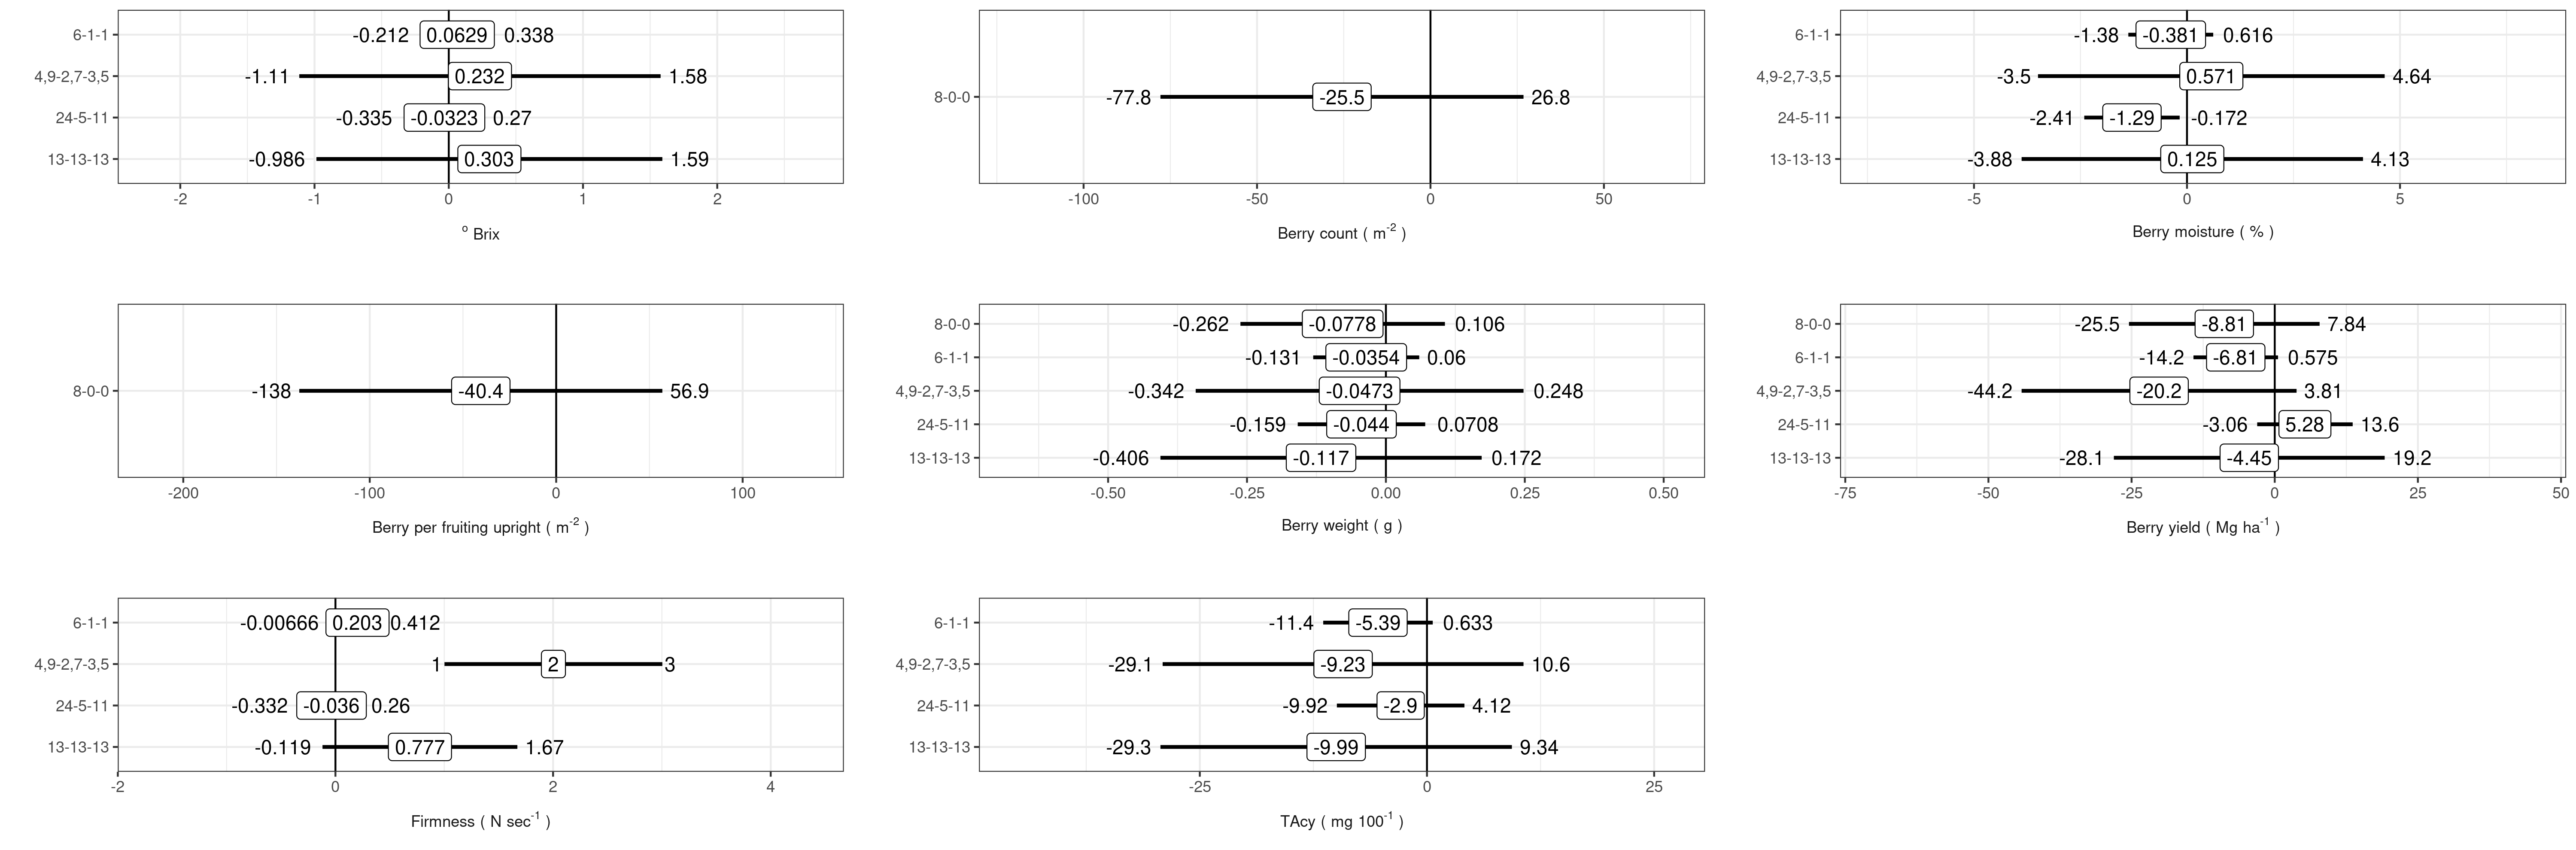 6-1-1 -0.212 0.0629 0.338
4,9-2,7-3,5 -1.11 0.232 1.58
24-5-11 -0.335 -0.0323 0.27
13-13-13 -0.986 0.303 1.59
-2 -1 0 1 2
o Brix
8-0-0 -77.8 -25.5 26.8
-100 -50 0 50
Berry count ( m-2 )
6-1-1 -1.38 -0.381 0.616
4,9-2,7-3,5 -3.5 0.571 4.64
24-5-11 -2.41 -1.29 -0.172
13-13-13 -3.88 0.125 4.13
-5 0 5
Berry moisture ( % )
8-0-0 -138 -40.4 56.9
-200 -100 0 100
Berry per fruiting upright ( m-2 )
8-0-0 -0.262 -0.0778 0.106
6-1-1 -0.131 -0.0354 0.06
4,9-2,7-3,5 -0.342 -0.0473 0.248
24-5-11 -0.159 -0.044 0.0708
13-13-13 -0.406 -0.117 0.172
-0.50 -0.25 0.00 0.25 0.50
Berry weight ( g )
8-0-0 -25.5 -8.81 7.84
6-1-1 -14.2 -6.81 0.575
4,9-2,7-3,5 -44.2 -20.2 3.81
24-5-11 -3.06 5.28 13.6
13-13-13 -28.1 -4.45 19.2
-75 -50 -25 0 25 50
Berry yield ( Mg ha-1 )
6-1-1 -0.00666 0.203 0.412
4,9-2,7-3,5 1 2 3
24-5-11 -0.332 -0.036 0.26
13-13-13 -0.119 0.777 1.67
-2 0 2 4
Firmness ( N sec-1 )
6-1-1 -11.4 -5.39 0.633
4,9-2,7-3,5 -29.1 -9.23 10.6
24-5-11 -9.92 -2.9 4.12
13-13-13 -29.3 -9.99 9.34
-25 0 25
TAcy ( mg 100-1 )